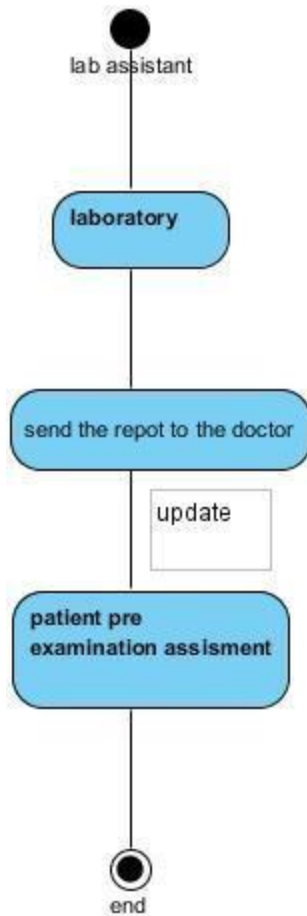 lab assistant
laboratory
send the repot to the doctor
update
patient pre
examination assisment
end